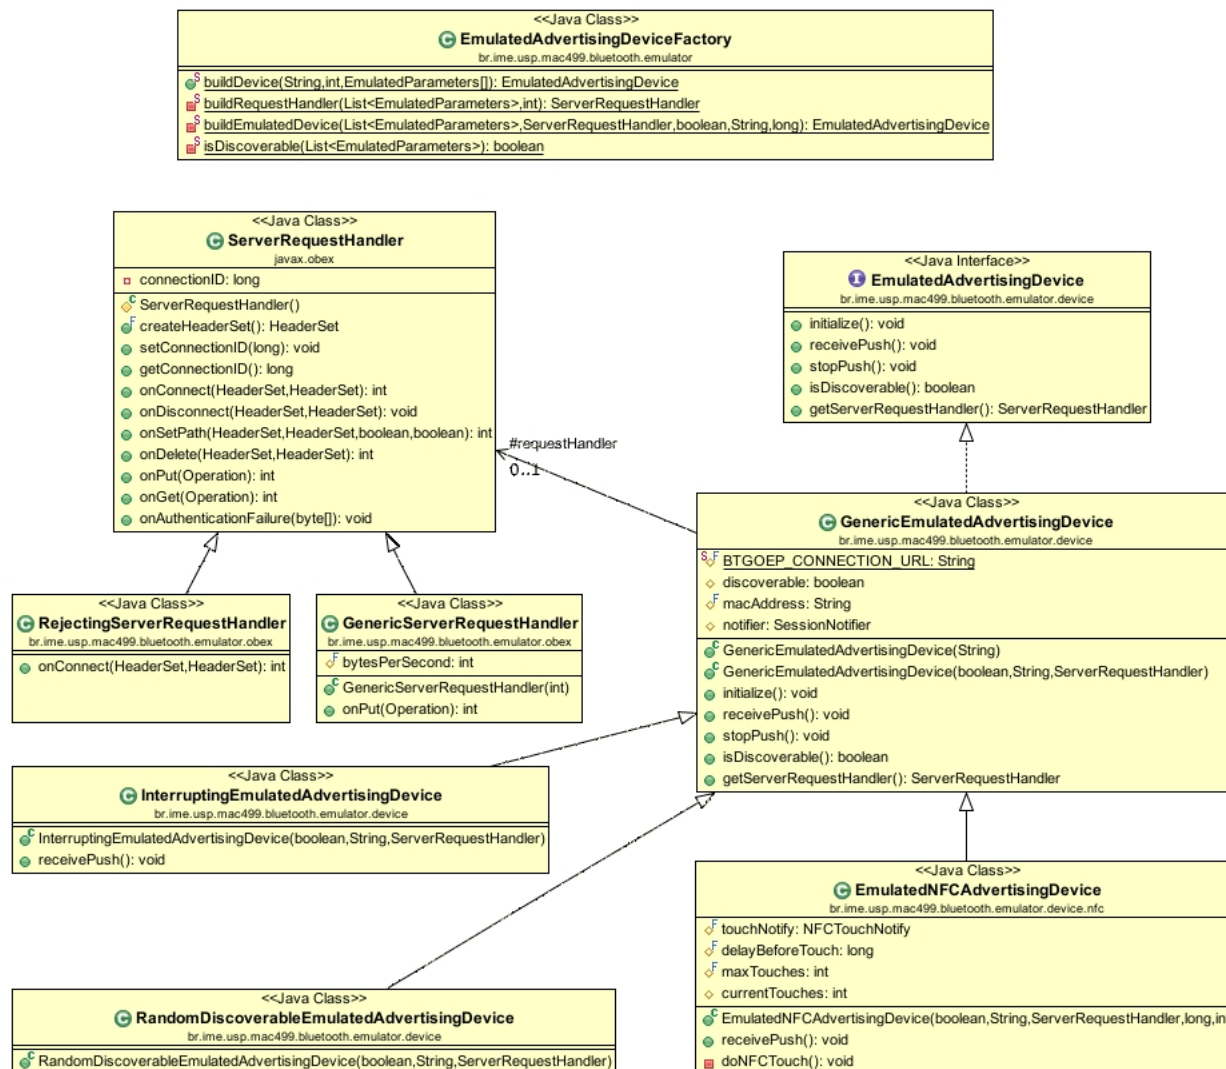 <<Java Class>>
EmulatedAdvertisingDeviceFactory
br.ime.usp.mac499.bluetooth.emulator
buildDevice(String,int,EmulatedParameters[]): EmulatedAdvertisingDevice
buildRequestHandler(List<EmulatedParameters>,int): ServerRequestHandler
buildEmulatedDevice(List<EmulatedParameters>,ServerRequestHandler,boolean,String,long): EmulatedAdvertisingDevice
isDiscoverable(List<EmulatedParameters>): boolean
<<Java Class>>
ServerRequestHandler
javax.obex
connectionID: long
ServerRequestHandler()
createHeaderSet(): HeaderSet
setConnectionID(long): void
getConnectionID(): long
onConnect(HeaderSet,HeaderSet): int
onDisconnect(HeaderSet,HeaderSet): void
onSetPath(HeaderSet,HeaderSet,boolean,boolean): int
onDelete(HeaderSet,HeaderSet): int
onPut(Operation): int
onGet(Operation): int
onAuthenticationFailure(byte[]): void
<<Java Interface>>
EmulatedAdvertisingDevice
br.ime.usp.mac499.bluetooth.emulator.device
initialize(): void
receivePush(): void
stopPush(): void
isDiscoverable(): boolean
getServerRequestHandler(): ServerRequestHandler
#requestHandler
0..1
<<Java Class>>
GenericEmulatedAdvertisingDevice
br.ime.usp.mac499.bluetooth.emulator.device
BTGOEP_CONNECTION_URL: String
discoverable: boolean
macAddress: String
notifier: SessionNotifier
GenericEmulatedAdvertisingDevice(String)
GenericEmulatedAdvertisingDevice(boolean,String,ServerRequestHandler)
initialize(): void
receivePush(): void
stopPush(): void
isDiscoverable(): boolean
getServerRequestHandler(): ServerRequestHandler
<<Java Class>>
RejectingServerRequestHandler
br.ime.usp.mac499.bluetooth.emulator.obex
onConnect(HeaderSet,HeaderSet): int
<<Java Class>>
GenericServerRequestHandler
br.ime.usp.mac499.bluetooth.emulator.obex
bytesPerSecond: int
GenericServerRequestHandler(int)
onPut(Operation): int
<<Java Class>>
InterruptingEmulatedAdvertisingDevice
br.ime.usp.mac499.bluetooth.emulator.device
InterruptingEmulatedAdvertisingDevice(boolean,String,ServerRequestHandler)
receivePush(): void
<<Java Class>>
EmulatedNFCAdvertisingDevice
br.ime.usp.mac499.bluetooth.emulator.device.nfc
touchNotify: NFCTouchNotify
delayBeforeTouch: long
maxTouches: int
currentTouches: int
EmulatedNFCAdvertisingDevice(boolean,String,ServerRequestHandler,long,in
receivePush(): void
doNFCTouch(): void
<<Java Class>>
RandomDiscoverableEmulatedAdvertisingDevice
br.ime.usp.mac499.bluetooth.emulator.device
RandomDiscoverableEmulatedAdvertisingDevice(boolean,String,ServerRequestHandler)